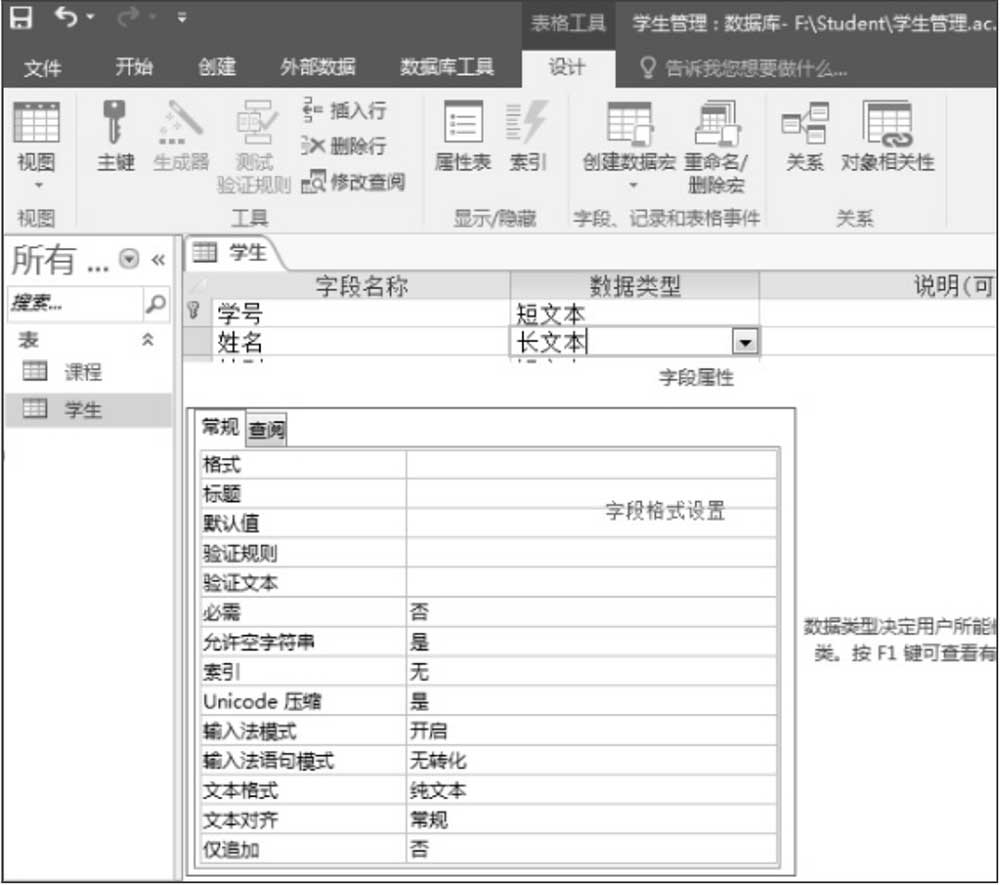 表格工具 学生管理：数据库- F:\Student\学生管理.ac
文件 开始 创建 外部数据 数据库工具 设计 告诉我您想要做什么...
视图 主键 生成器 测试验证规则 插入行 删除行 修改查阅 属性表 索引 创建数据宏 重命名/删除宏 关系 对象相关性
视图 工具 显示/隐藏 字段、记录和表格事件 关系
所有 ... «
搜索...
表
课程
学生
学生
字段名称 数据类型 说明(可
学号 短文本
姓名 长文本
字段属性
常规 查阅
格式
标题
字段格式设置
默认值
验证规则
验证文本
必需 否
允许空字符串 是
索引 无
Unicode 压缩 是
输入法模式 开启
输入法语句模式 无转化
文本格式 纯文本
文本对齐 常规
仅追加 否
数据类型决定用户所能
类。按 F1 键可查看有